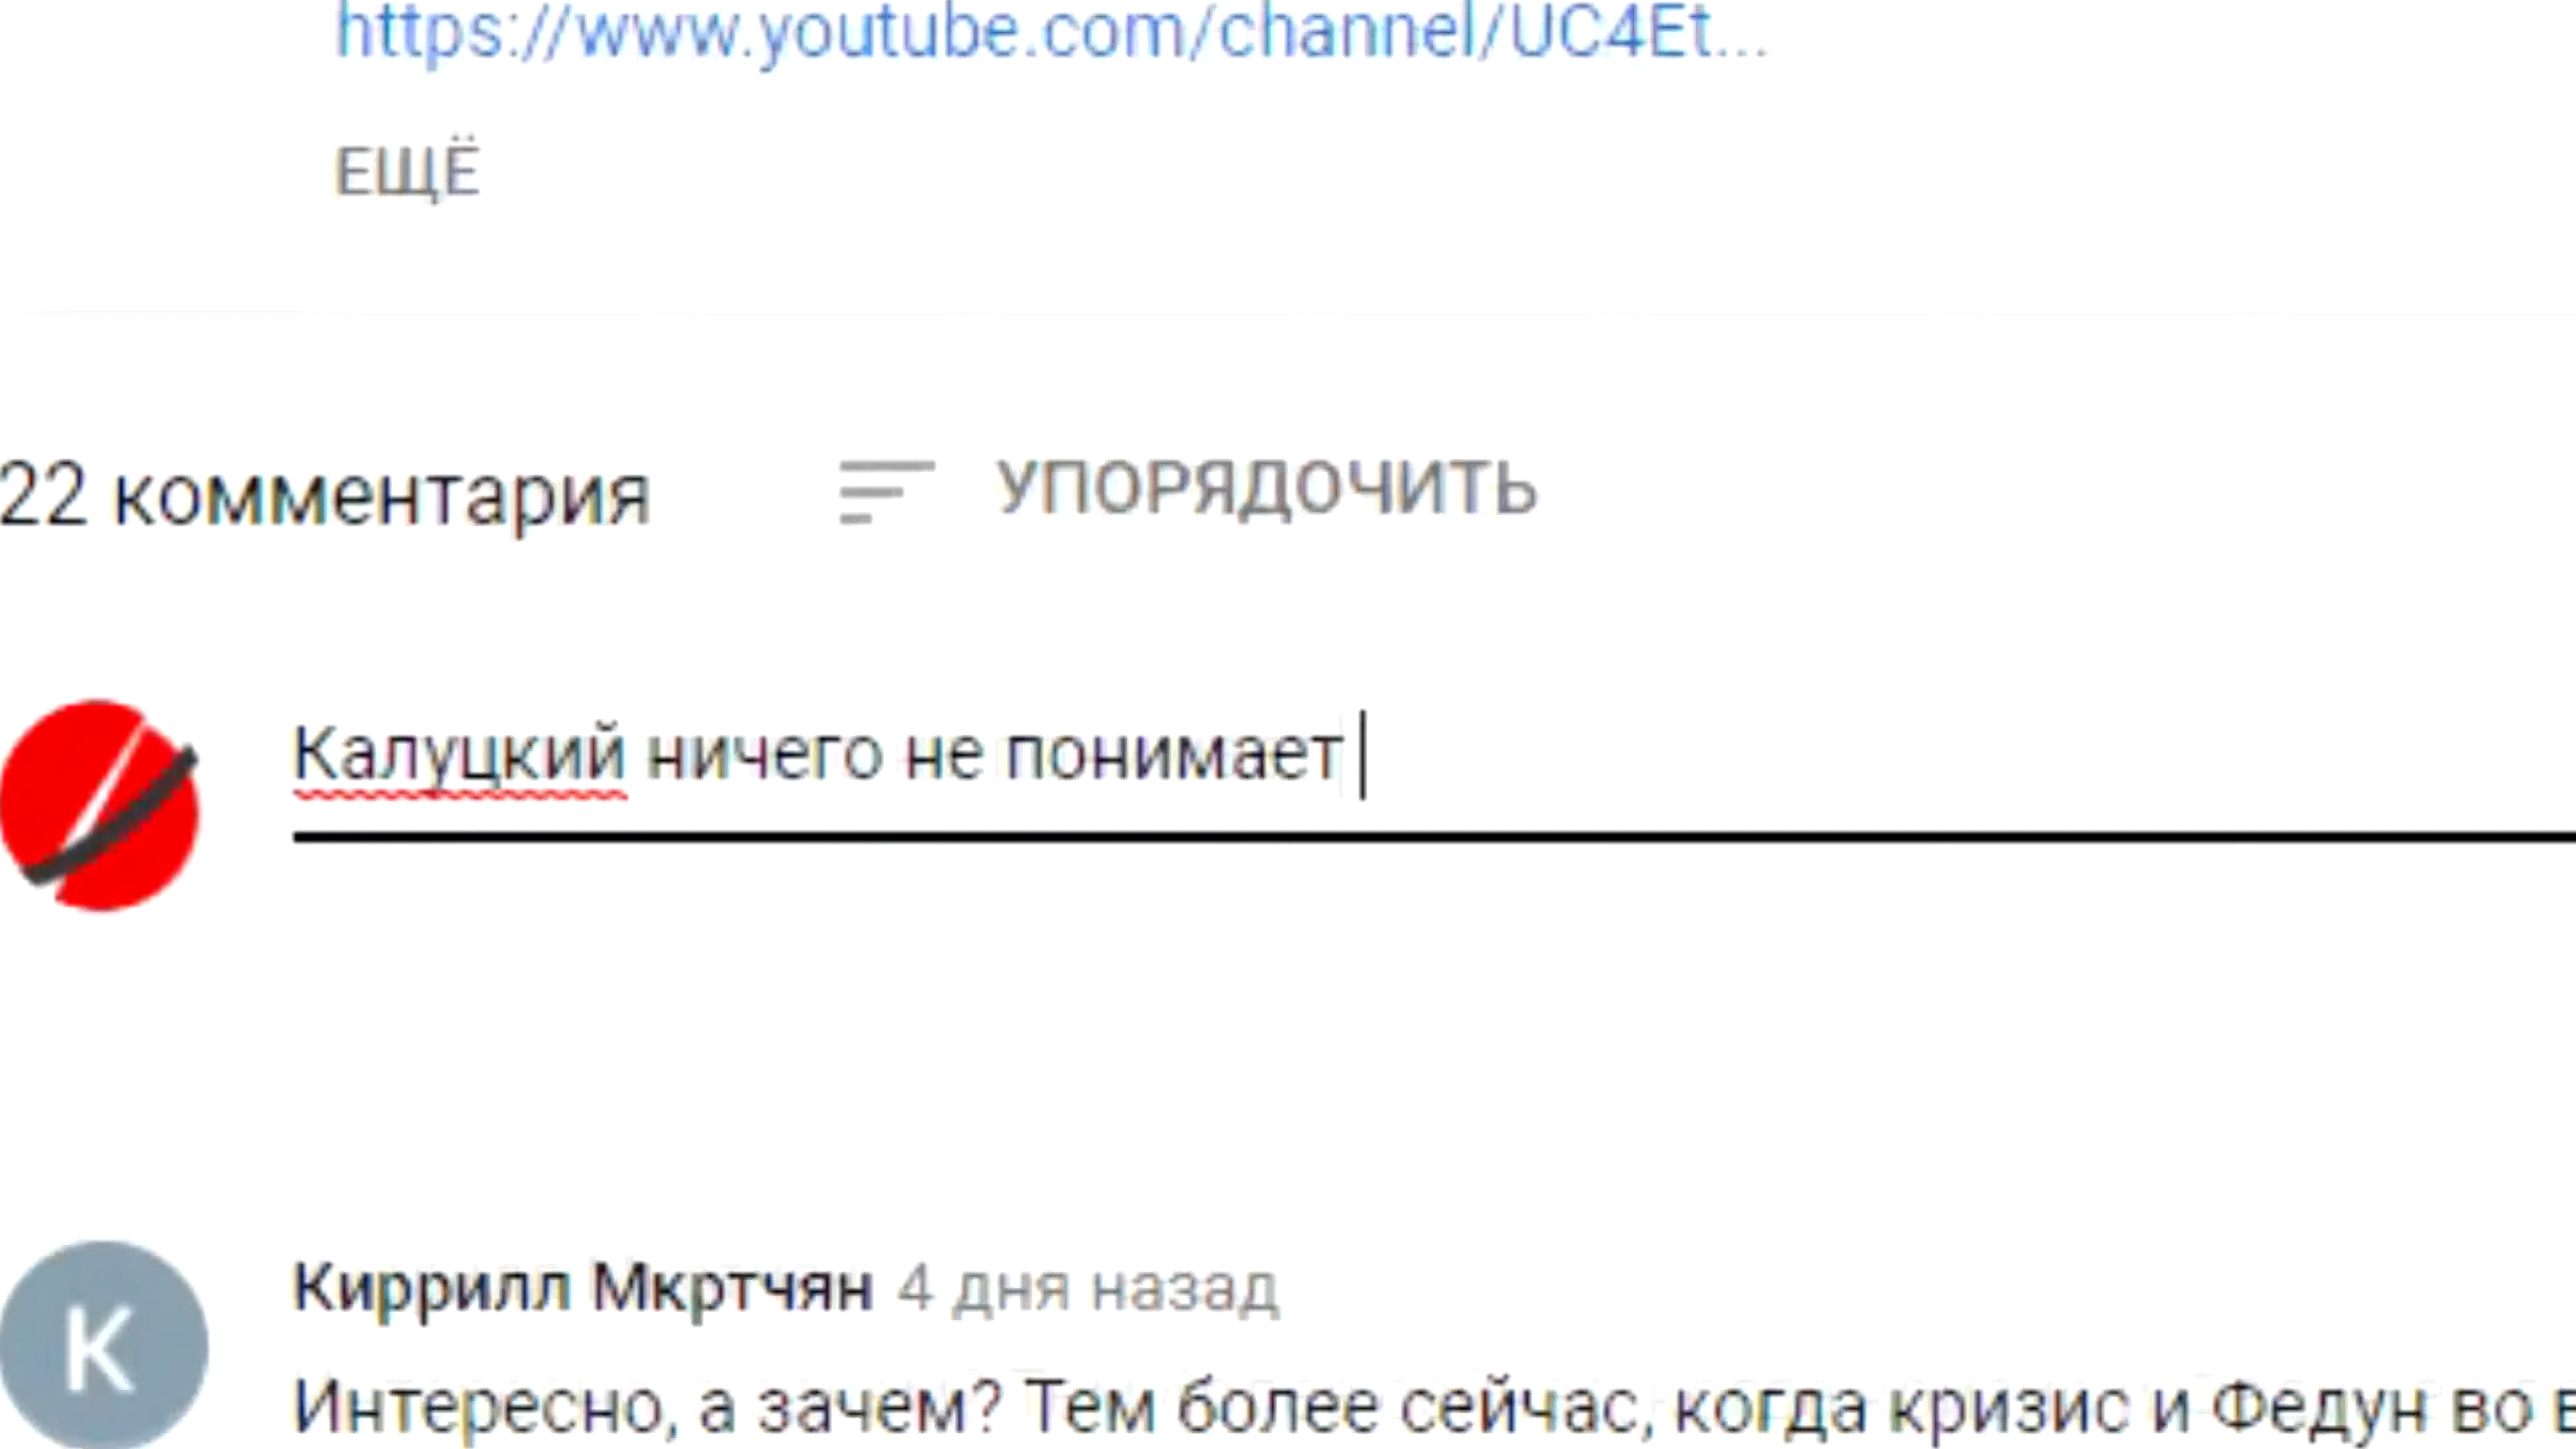 https://www.youtube.com/channel/UC4Et...
ЕЩЁ
22 комментария
УПОРЯДОЧИТЬ
Калуцкий ничего не понимает
К
Киррилл Мкртчян 4 дня назад
Интересно, а зачем? Тем более сейчас, когда кризис и Федун во